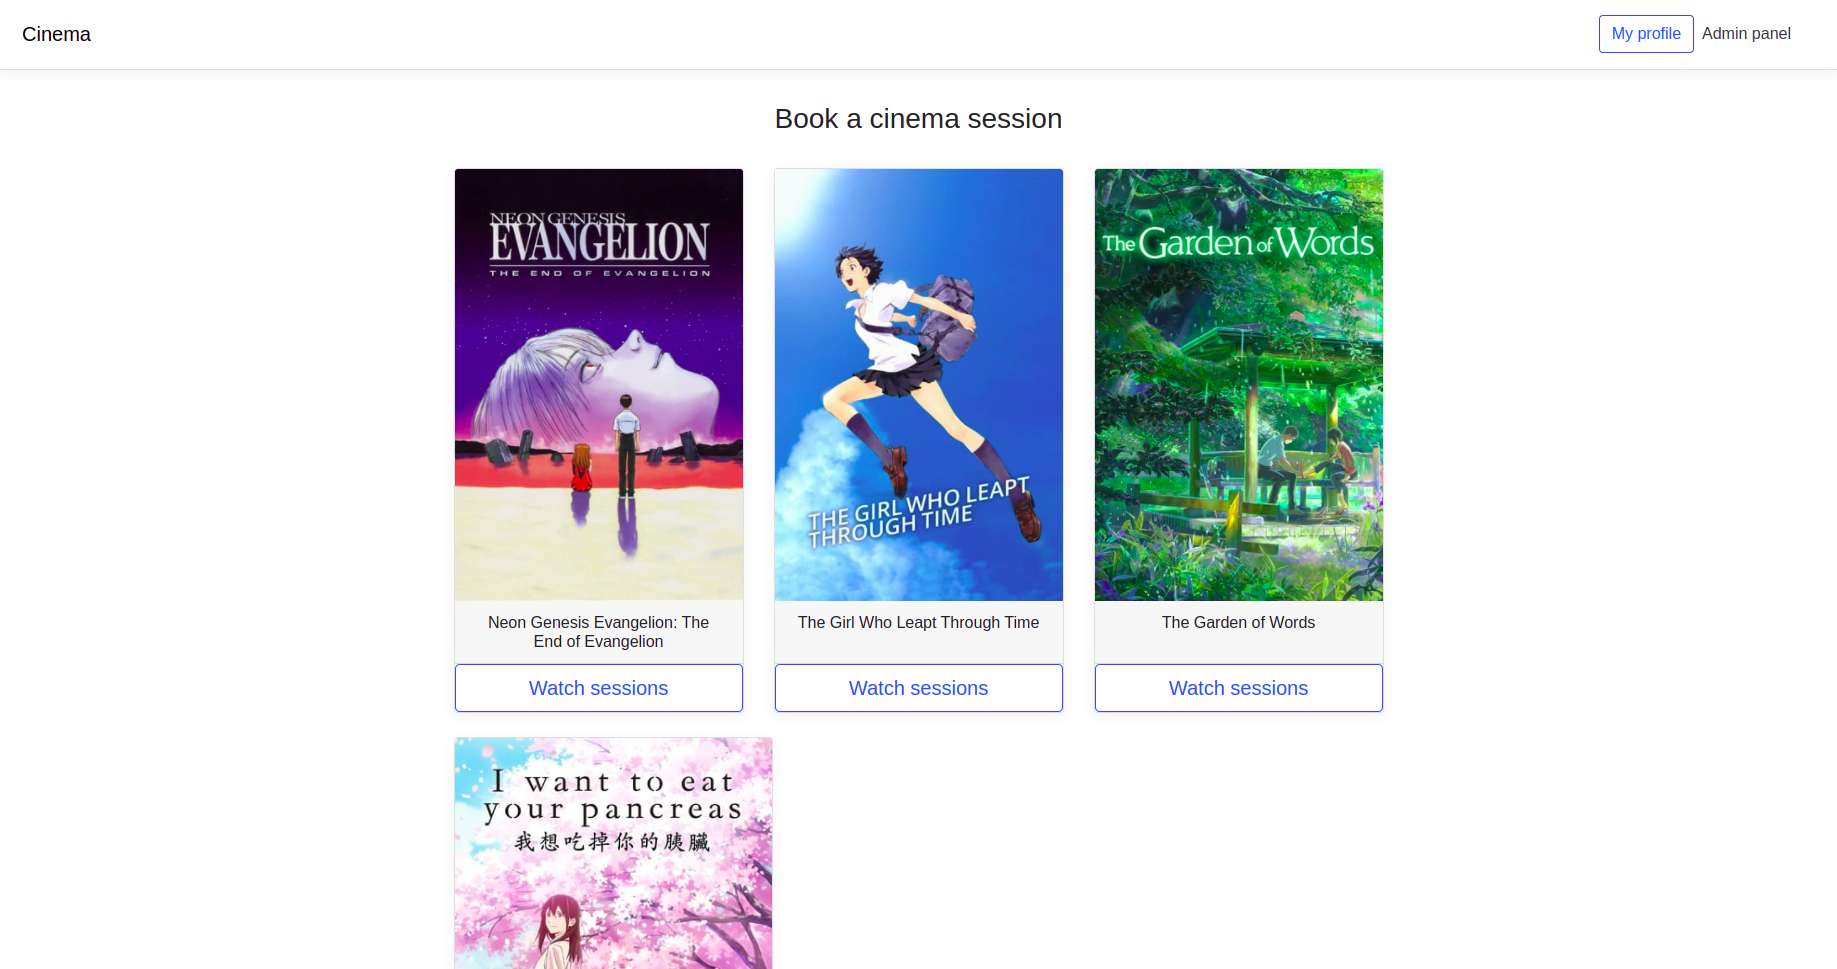 Cinema
My profile
Admin panel
Book a cinema session
NEON GENESIS
EVANGELION
THE END OF EVANGELION
THE GIRL WHO LEAPT
THROUGH TIME
The Garden of Words
Neon Genesis Evangelion: The
End of Evangelion
The Girl Who Leapt Through Time
The Garden of Words
Watch sessions
Watch sessions
Watch sessions
I want to eat
your pancreas
我想吃掉你的胰臟